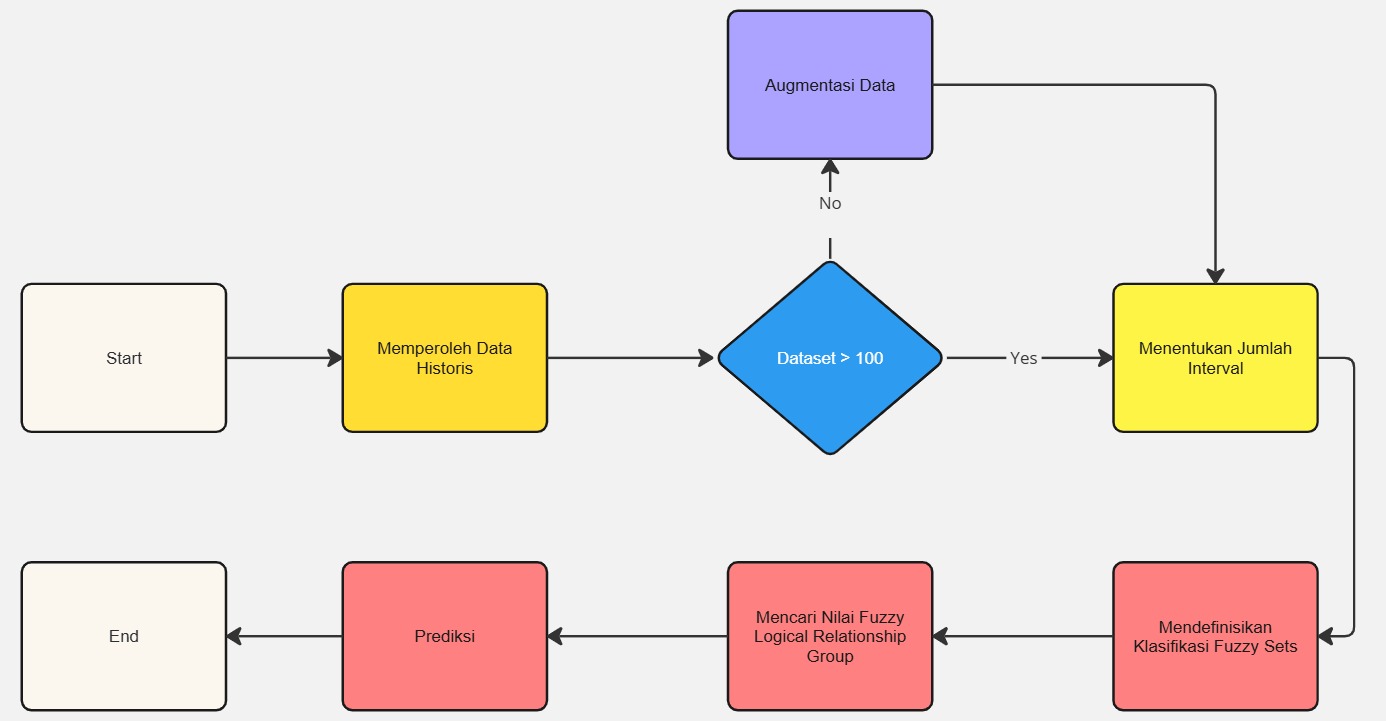 Augmentasi Data
No
Start
Memperoleh Data
Historis
Dataset > 100
Yes
Menentukan Jumlah
Interval
End
Prediksi
Mencari Nilai Fuzzy
Logical Relationship
Group
Mendefinisikan
Klasifikasi Fuzzy Sets